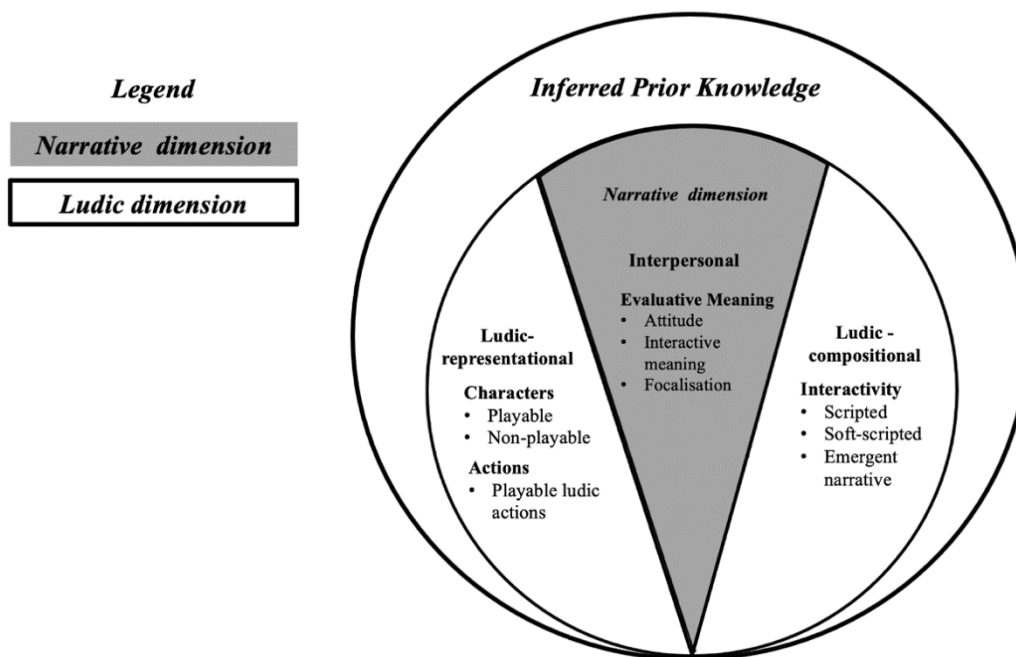 Legend
Narrative dimension
Ludic dimension
Inferred Prior Knowledge
Narrative dimension
Interpersonal
Evaluative Meaning
• Attitude
• Interactive
meaning
• Focalisation
Ludic-
representational
Characters
• Playable
• Non-playable
Actions
• Playable ludic
actions
Ludic -
compositional
Interactivity
• Scripted
• Soft-scripted
• Emergent
narrative